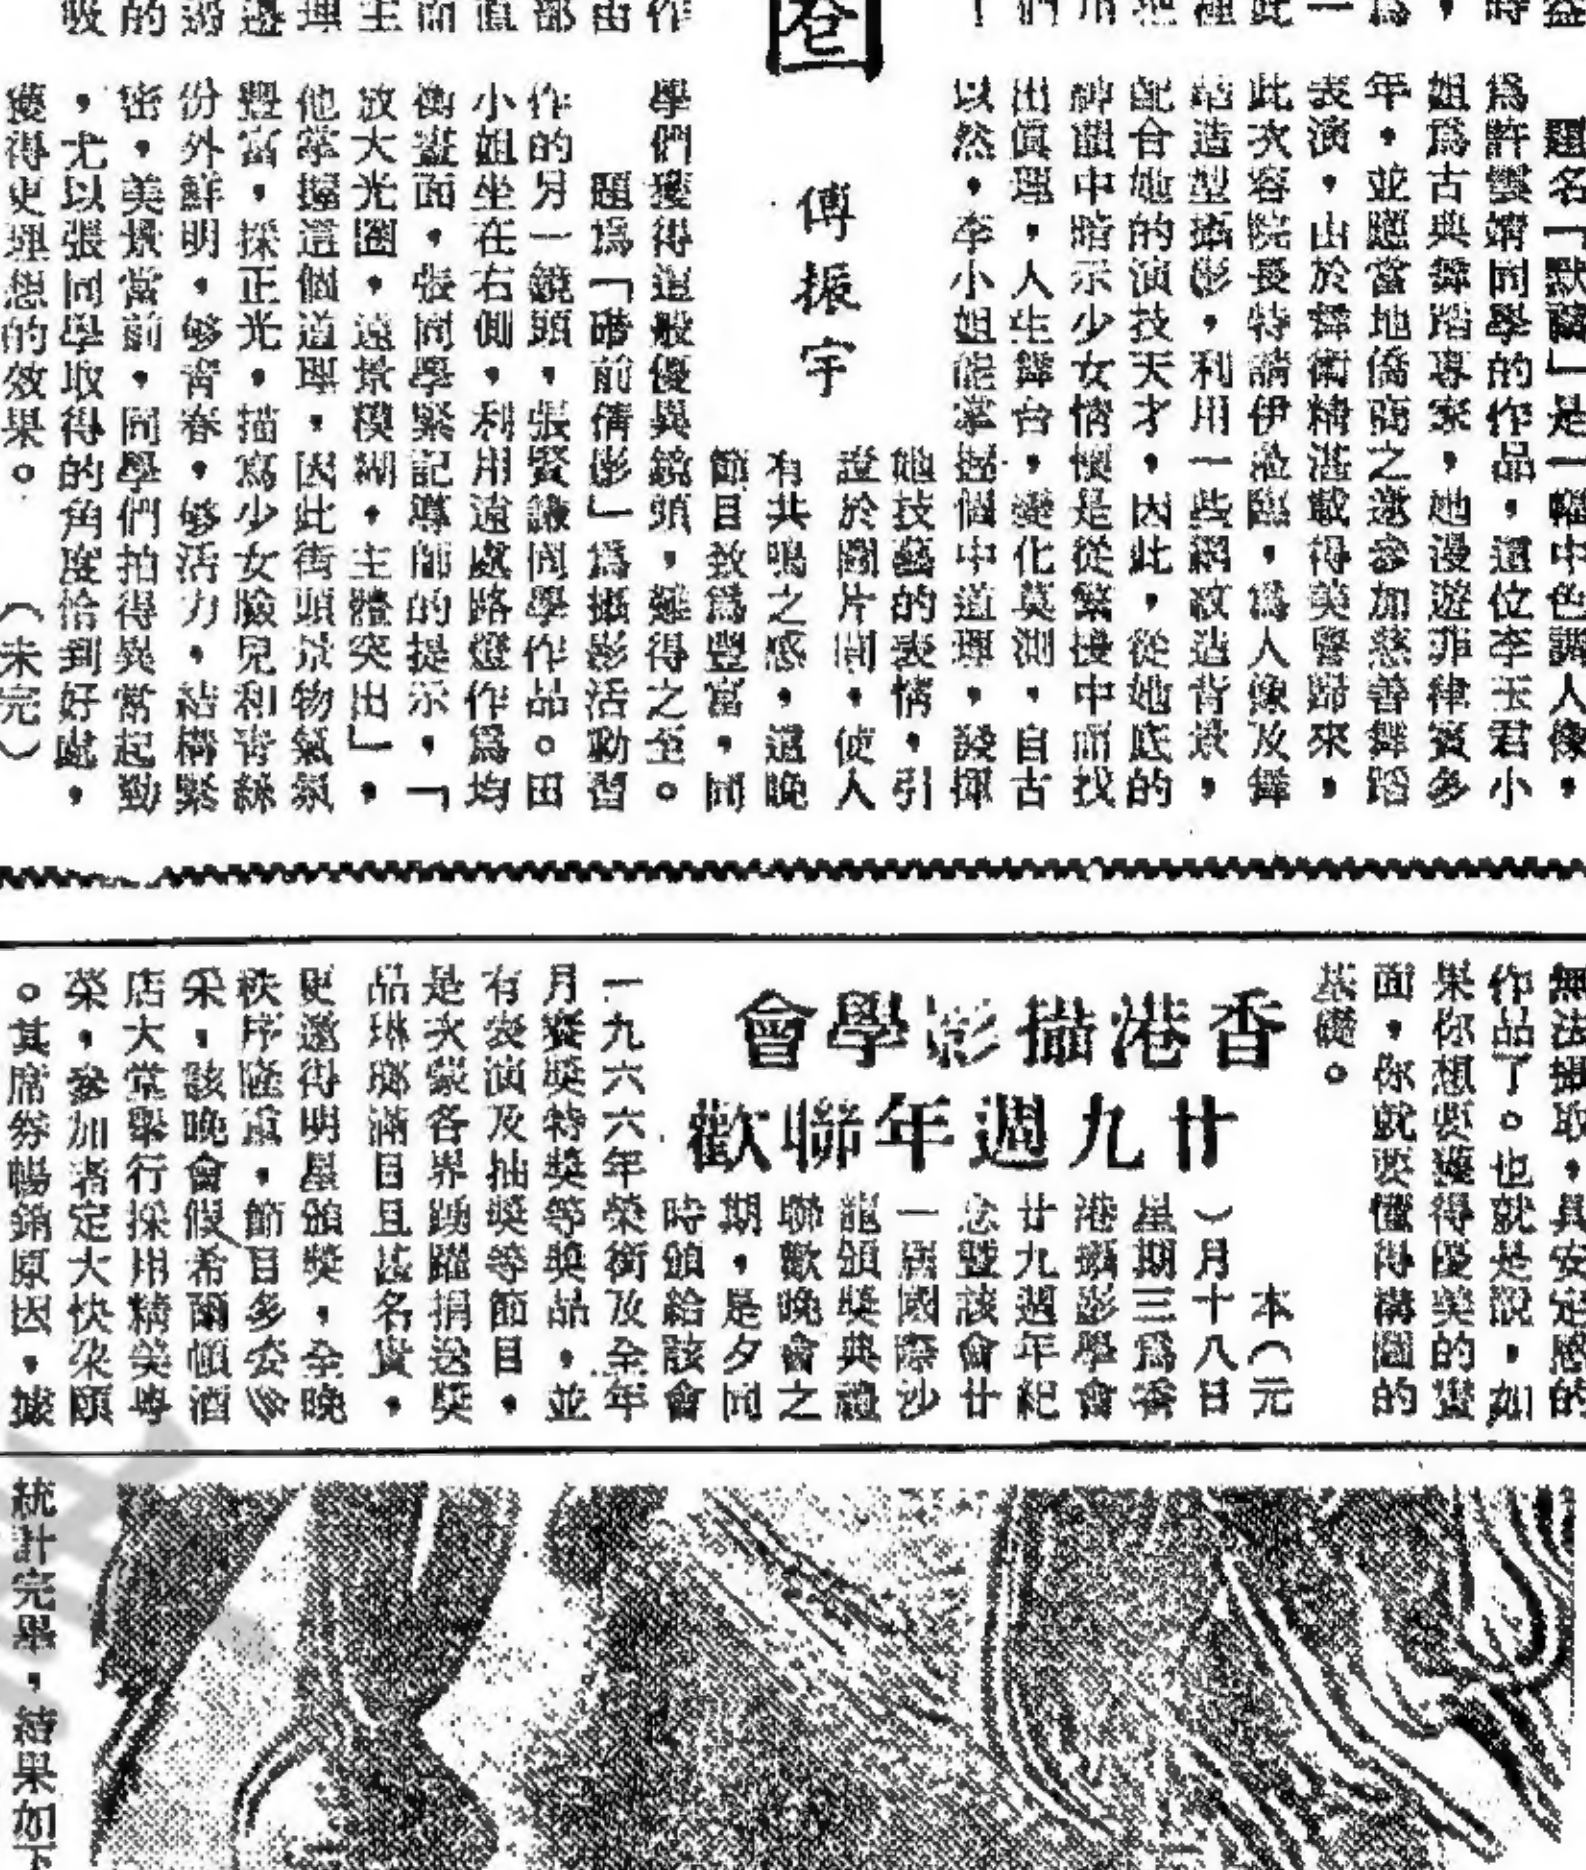 圈
傅振宇
題名「默禱」是一幀中色調人像，
為許雲嬌同學的作品，這位李玉君小
姐為古典舞蹈專家，她漫遊菲律賓多
年，並應當地僑商之邀參加慈善舞蹈
表演，由於舞術精湛載得美譽歸來，
此次容院長特請伊蒞臨，為人像及舞
蹈造型攝影，利用一些網紋造背景，
配合她的演技天才，因此，從她底的
神韻中暗示少女情懷是從繁擾中而找
出眞理，人生舞台，變化莫測，自古
以然，李小姐能掌握個中道理，發揮
她技藝的表情，引
證於圖片間，使人
有共鳴之感，這晚
節目致為豐富，同
學們獲得這般優異鏡頭，難得之至。
題爲「 前倩影」爲攝影活動習
作的另一鏡頭，張賢謙同學作品。田
小姐坐在右側，利用遠處路燈作爲均
衡畫面，張同學緊記導師的提示，「
放大光圈，遠景模糊，主體突出」，
他掌握這個道理，因此街頭景物氣氛
豐富，採正光，描寫少女臉兒和青絲
份外鮮明，够青春，够活力，結構緊
密，美景當前，同學們拍得異常起勁
，尤以張同學取得的角度恰到好處，
獲得更理想的效果。　（未完）
無法攝取，具安定感的
作品了。也就是說，如
果你想要獲得優美的畫
面，你就要懂得構圖的
基礎。
香港攝影學會
廿九週年聯歡
本（元
）月十八日
星期三爲香
港攝影學會
廿九週年紀
念暨該會廿
一屆國際沙
龍頒獎典禮
聯歡晚會之
期，是夕同
時頒給該會
一九六六年榮銜及全年
月賽獎特獎等獎品，並
有表演及抽獎等節目，
是次蒙各界踴躍捐送獎
品琳瑯滿目且甚名貴，
更邀得明星頒獎，全晚
秩序隆重，節目多姿多
采，該晚會假希爾頓酒
店大堂舉行採用精美粵
菜，參加者定大快朵頤
。其席券暢銷原因，據
統計完畢，結果如下